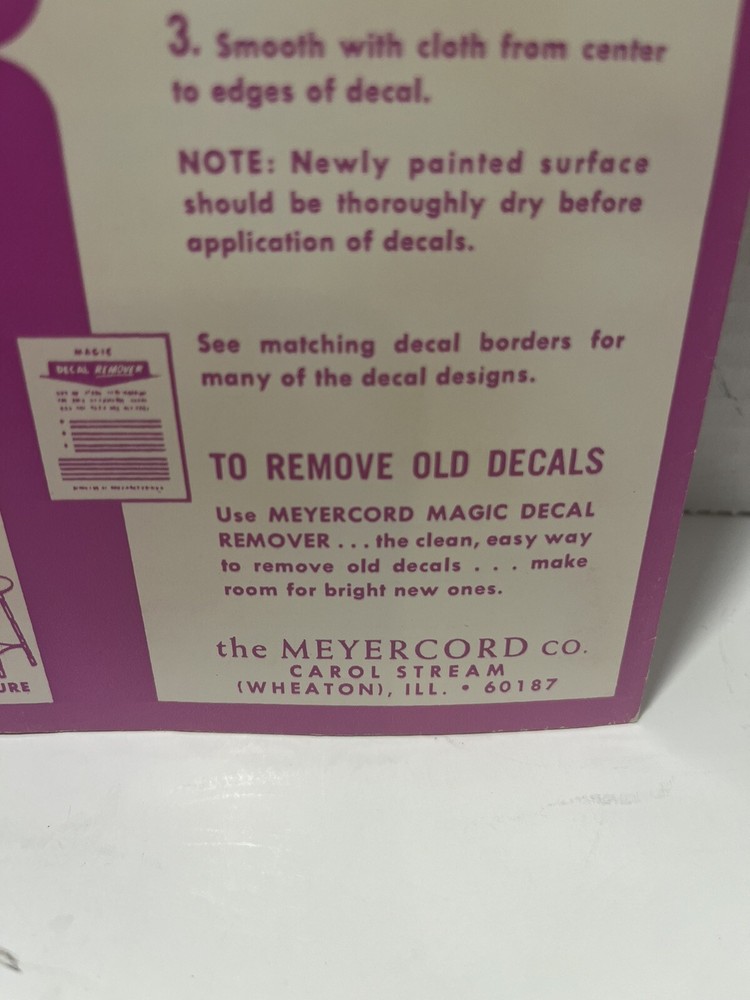 3. Smooth with cloth from center
to edges of decal.
NOTE: Newly painted surface
should be thoroughly dry before
application of decals.
See matching decal borders for
many of the decal designs.
MAGIC
DECAL REMOVER
TO REMOVE OLD DECALS
Use MEYERCORD MAGIC DECAL
REMOVER ... the clean, easy way
to remove old decals . . . make
room for bright new ones.
the MEYERCORD CO.
CAROL STREAM
(WHEATON), ILL. • 60187
URE